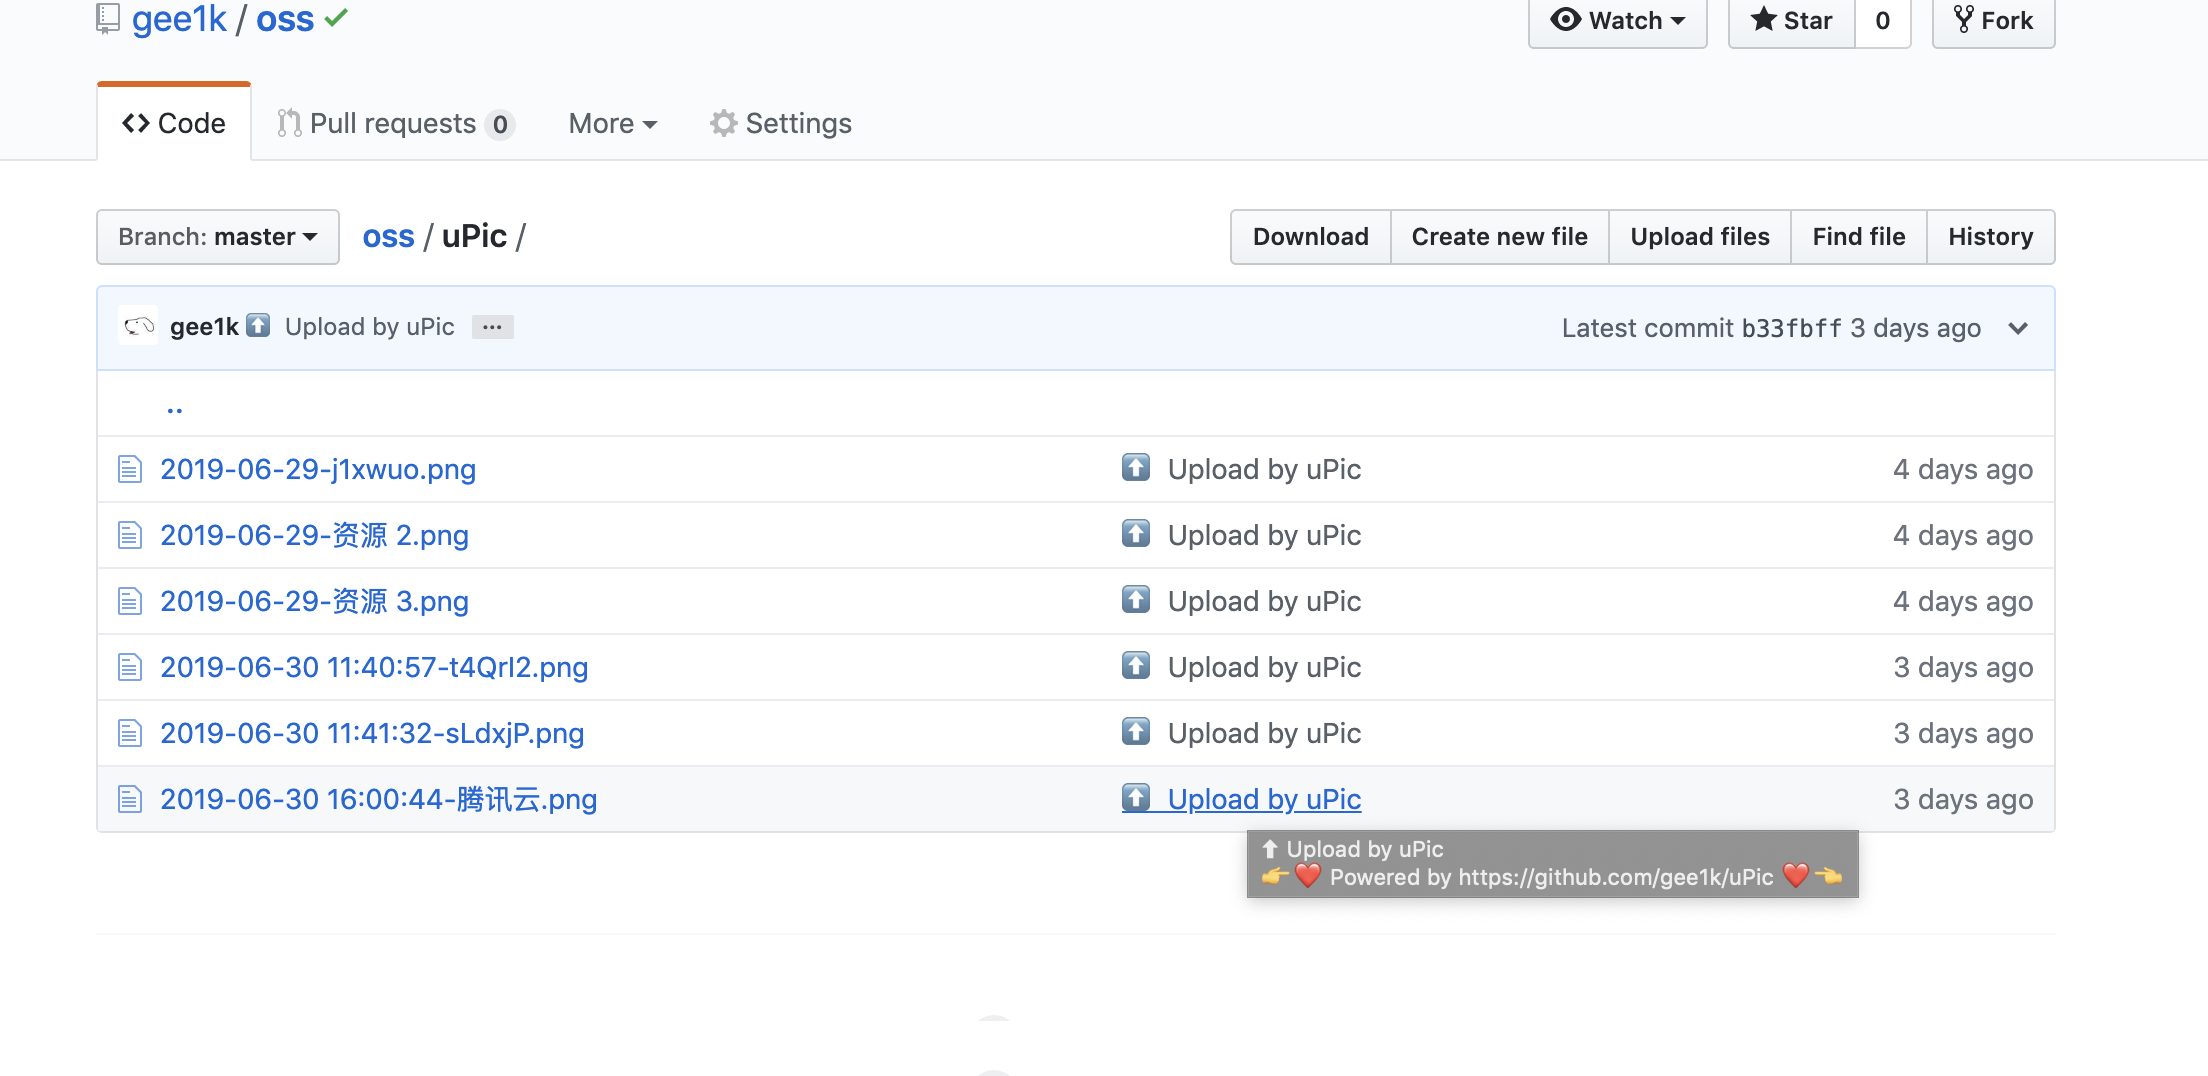 gee1k / oss
Watch Star 0 Fork
Code Pull requests 0 More Settings
Branch: master oss / uPic / Download Create new file Upload files Find file History
gee1k ⬆️ Upload by uPic … Latest commit b33fbff 3 days ago
..
2019-06-29-j1xwuo.png ⬆️ Upload by uPic 4 days ago
2019-06-29-资源 2.png ⬆️ Upload by uPic 4 days ago
2019-06-29-资源 3.png ⬆️ Upload by uPic 4 days ago
2019-06-30 11:40:57-t4QrI2.png ⬆️ Upload by uPic 3 days ago
2019-06-30 11:41:32-sLdxjP.png ⬆️ Upload by uPic 3 days ago
2019-06-30 16:00:44-腾讯云.png ⬆️ Upload by uPic 3 days ago
⬆ Upload by uPic
👉❤️ Powered by https://github.com/gee1k/uPic ❤️👈